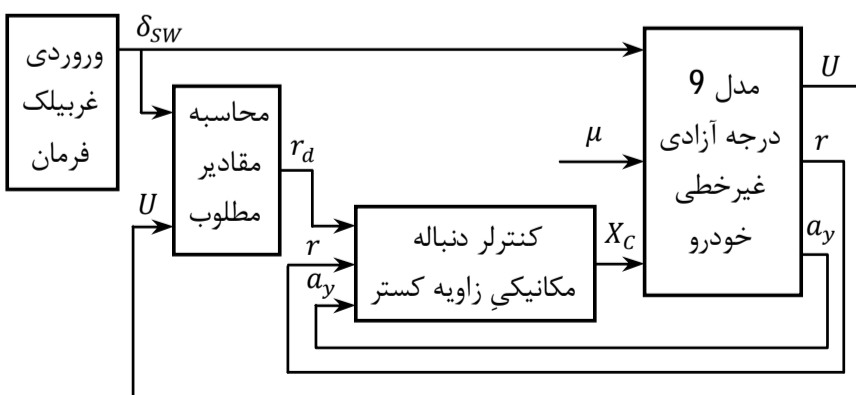 δ_SW
وروردی
غربیلک
فرمان
محاسبه
مقادیر
مطلوب
U
r_d
r
a_y
کنترلر دنباله
مکانیکیِ زاویه کستر
X_C
μ
مدل 9
درجه آزادی
غیرخطی
خودرو
U
r
a_y